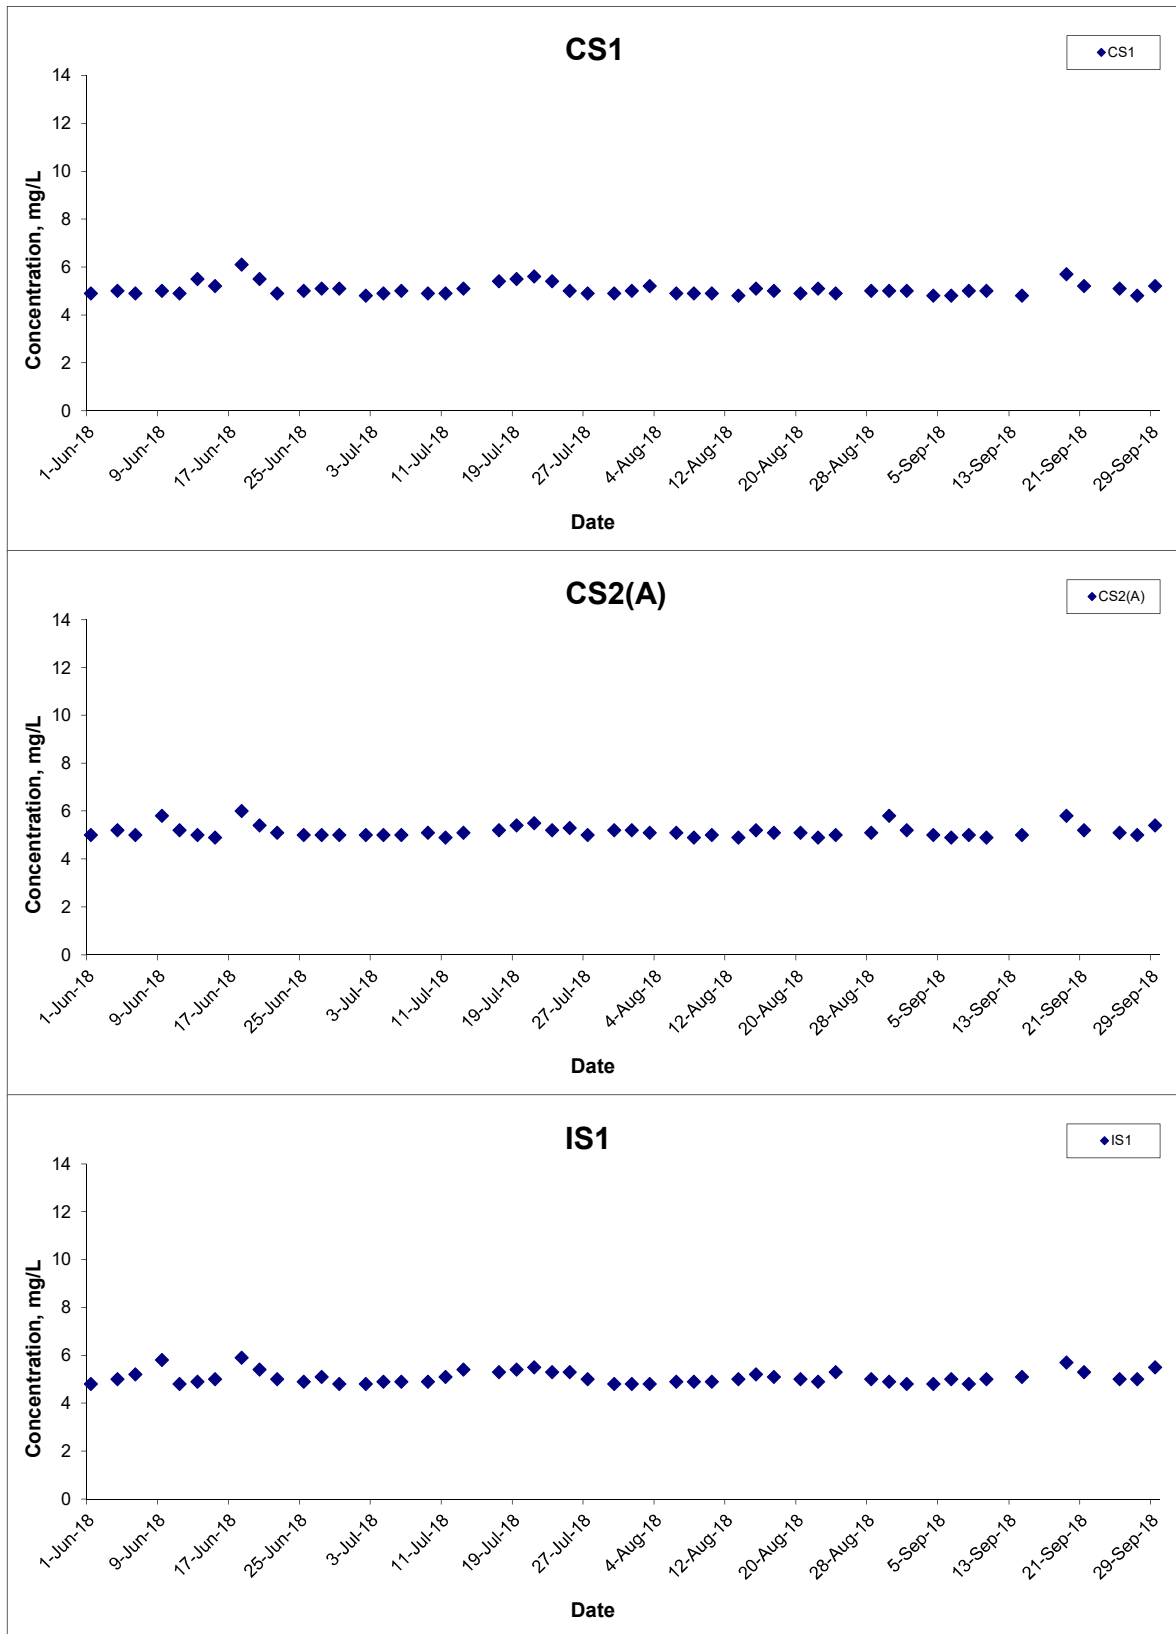 CS1
CS1
14
12
10
8
6
4
2
0
Concentration, mg/L
1-Jun-18
9-Jun-18
17-Jun-18
25-Jun-18
3-Jul-18
11-Jul-18
19-Jul-18
27-Jul-18
4-Aug-18
12-Aug-18
20-Aug-18
28-Aug-18
5-Sep-18
13-Sep-18
21-Sep-18
29-Sep-18
Date
CS2(A)
CS2(A)
14
12
10
8
6
4
2
0
Concentration, mg/L
1-Jun-18
9-Jun-18
17-Jun-18
25-Jun-18
3-Jul-18
11-Jul-18
19-Jul-18
27-Jul-18
4-Aug-18
12-Aug-18
20-Aug-18
28-Aug-18
5-Sep-18
13-Sep-18
21-Sep-18
29-Sep-18
Date
IS1
IS1
14
12
10
8
6
4
2
0
Concentration, mg/L
1-Jun-18
9-Jun-18
17-Jun-18
25-Jun-18
3-Jul-18
11-Jul-18
19-Jul-18
27-Jul-18
4-Aug-18
12-Aug-18
20-Aug-18
28-Aug-18
5-Sep-18
13-Sep-18
21-Sep-18
29-Sep-18
Date